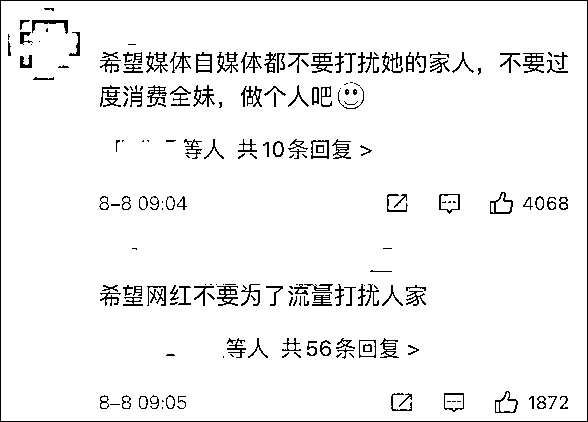 希望媒体自媒体都不要打扰她的家人，不要过
度消费全妹，做个人吧
等人 共10条回复 >
8-8 09:04 4068
希望网红不要为了流量打扰人家
等人 共56条回复 >
8-8 09:05 1872